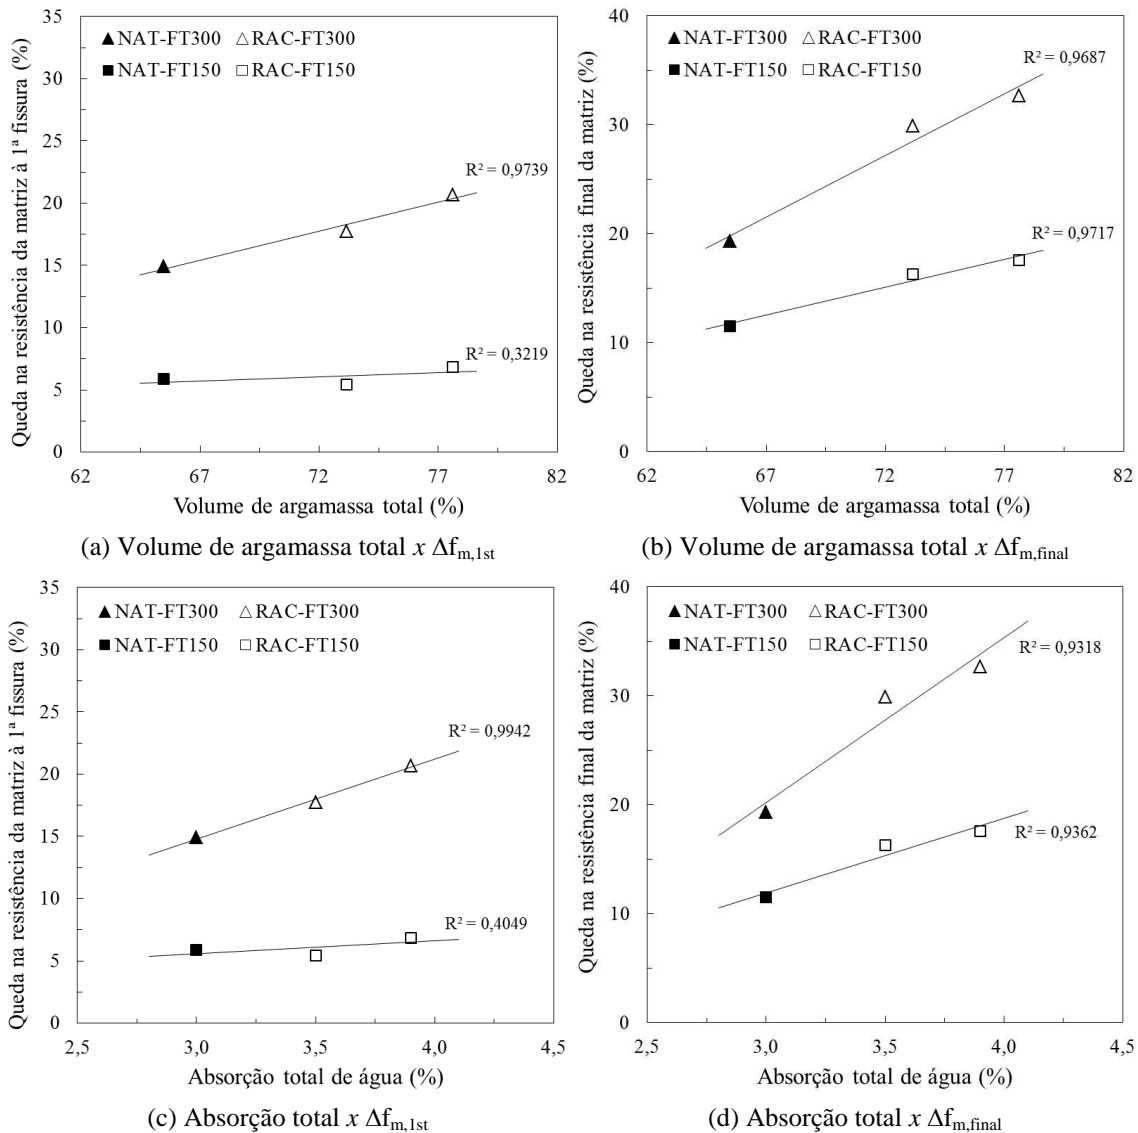 Queda na resistência da matriz à 1ª fissura (%)
35
30
25
20
15
10
5
0
NAT-FT300 RAC-FT300
NAT-FT150 RAC-FT150
R² = 0,9739
R² = 0,3219
62 67 72 77 82
Volume de argamassa total (%)
(a) Volume de argamassa total x Δfm,1st
Queda na resistência final da matriz (%)
40
30
20
10
0
NAT-FT300 RAC-FT300
NAT-FT150 RAC-FT150
R² = 0,9687
R² = 0,9717
62 67 72 77 82
Volume de argamassa total (%)
(b) Volume de argamassa total x Δfm,final
Queda na resistência da matriz à 1ª fissura (%)
35
30
25
20
15
10
5
0
NAT-FT300 RAC-FT300
NAT-FT150 RAC-FT150
R² = 0,9942
R² = 0,4049
2,5 3,0 3,5 4,0 4,5
Absorção total de água (%)
(c) Absorção total x Δfm,1st
Queda na resistência final da matriz (%)
40
30
20
10
0
NAT-FT300 RAC-FT300
NAT-FT150 RAC-FT150
R² = 0,9318
R² = 0,9362
2,5 3,0 3,5 4,0 4,5
Absorção total de água (%)
(d) Absorção total x Δfm,final